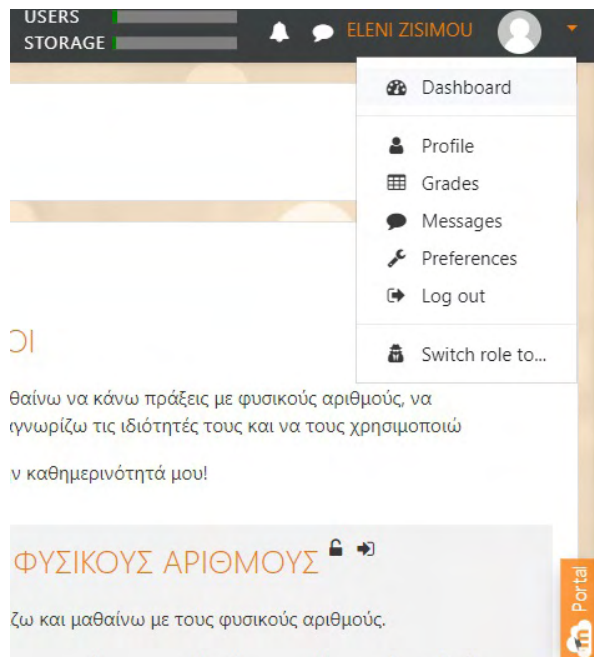 USERS
STORAGE
ELENI ZISIMOU
Dashboard
Profile
Grades
Messages
Preferences
Log out
Switch role to...
ΟΙ
θαίνω να κάνω πράξεις με φυσικούς αριθμούς, να
γνωρίζω τις ιδιότητές τους και να τους χρησιμοποιώ
ν καθημερινότητά μου!
ΦΥΣΙΚΟΥΣ ΑΡΙΘΜΟΥΣ
ζω και μαθαίνω με τους φυσικούς αριθμούς.
Portal
m